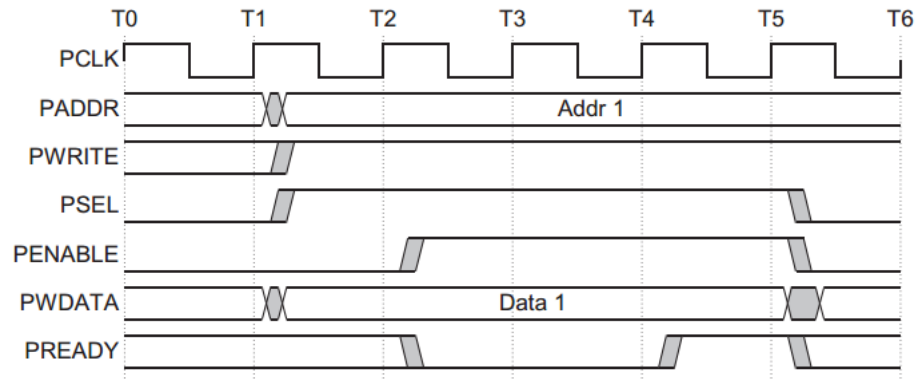 T0 T1 T2 T3 T4 T5 T6
PCLK
PADDR Addr 1
PWRITE
PSEL
PENABLE
PWDATA Data 1
PREADY